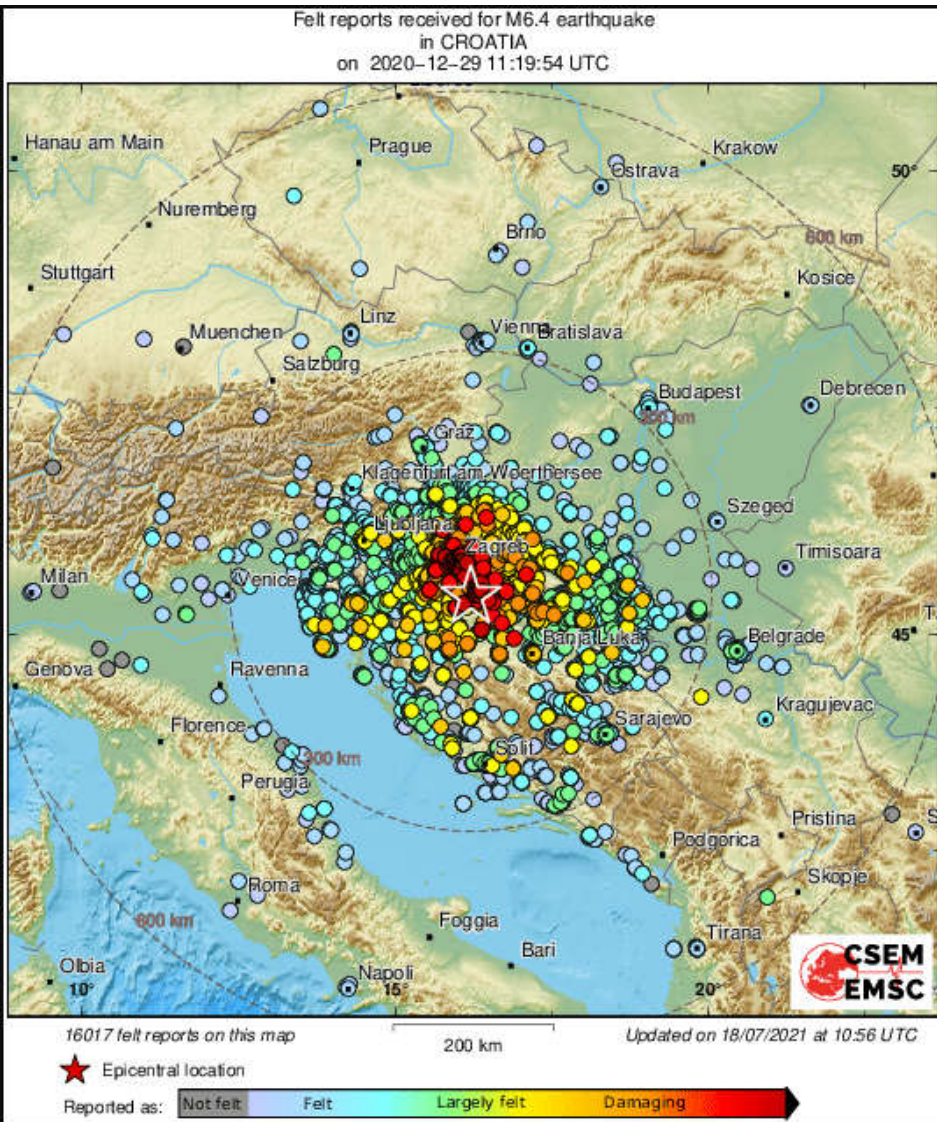 Felt reports received for M6.4 earthquake
in CROATIA
on 2020-12-29 11:19:54 UTC
Hanau am Main
Prague
Krakow
Ostrava
50°
Nuremberg
Brno
600 km
Stuttgart
Kosice
Linz
Vienna
Bratislava
Muenchen
Salzburg
Budapest
Debrecen
300 km
Graz
Klagenfurt am Woerthersee
Szeged
Ljubljana
Zagreb
Timisoara
Milan
Venice
Banja Luka
Belgrade
45°
Genova
Ravenna
Kragujevac
Florence
Sarajevo
Split
300 km
Perugia
Pristina
Podgorica
Skopje
Roma
600 km
Foggia
Tirana
Bari
CSEM
EMSC
Olbia
Napoli
10°
15°
20°
16017 felt reports on this map
200 km
Updated on 18/07/2021 at 10:56 UTC
Epicentral location
Reported as:
Not felt
Felt
Largely felt
Damaging